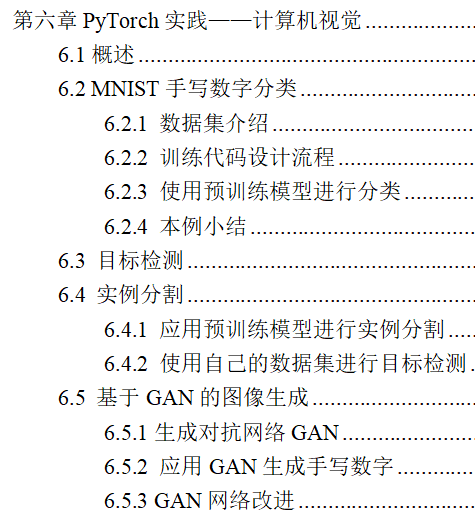 第六章 PyTorch 实践——计算机视觉........................
6.1 概述........................
6.2 MNIST 手写数字分类........................
6.2.1 数据集介绍........................
6.2.2 训练代码设计流程........................
6.2.3 使用预训练模型进行分类........................
6.2.4 本例小结........................
6.3 目标检测........................
6.4 实例分割........................
6.4.1 应用预训练模型进行实例分割....
6.4.2 使用自己的数据集进行目标检测.
6.5 基于 GAN 的图像生成........................
6.5.1 生成对抗网络 GAN........................
6.5.2 应用 GAN 生成手写数字........................
6.5.3 GAN 网络改进........................